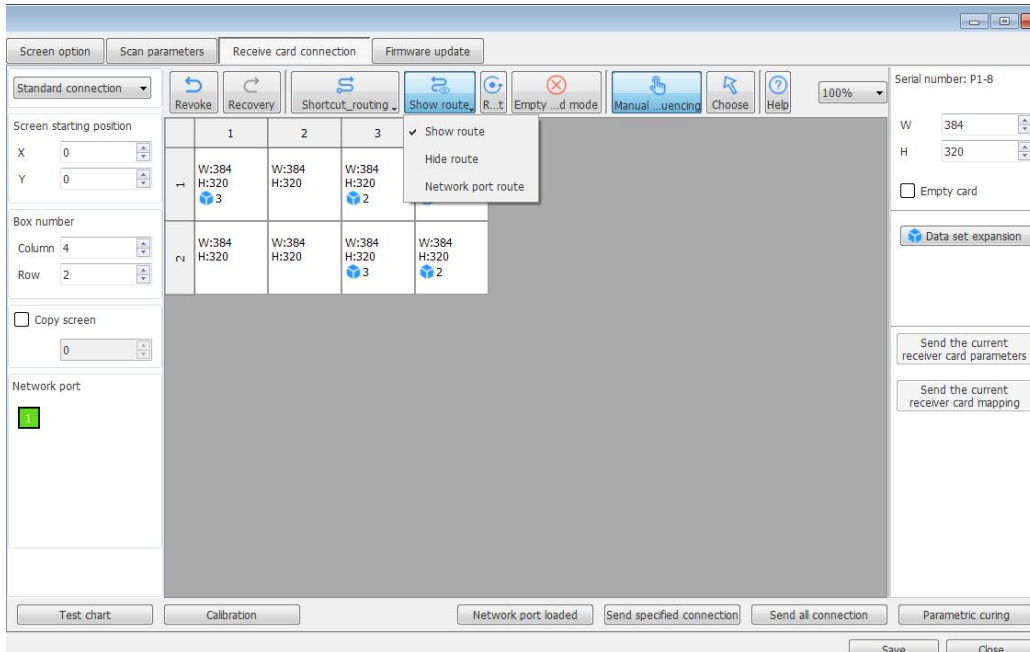 Screen option
Scan parameters
Receive card connection
Firmware update
Standard connection
Revoke
Recovery
Shortcut_routing
Show route
R...t
Empty ...d mode
Manual ...uencing
Choose
Help
100%
Serial number: P1-8
W 384
H 320
Empty card
Data set expansion
Send the current
receiver card parameters
Send the current
receiver card mapping
Screen starting position
X 0
Y 0
Box number
Column 4
Row 2
Copy screen
0
Network port
1
1 2 3
Show route
Hide route
Network port route
1
W:384 W:384 W:384
H:320 H:320 H:320
3 2
2
W:384 W:384 W:384 W:384
H:320 H:320 H:320 H:320
3 2
Test chart
Calibration
Network port loaded
Send specified connection
Send all connection
Parametric curing
Save
Close